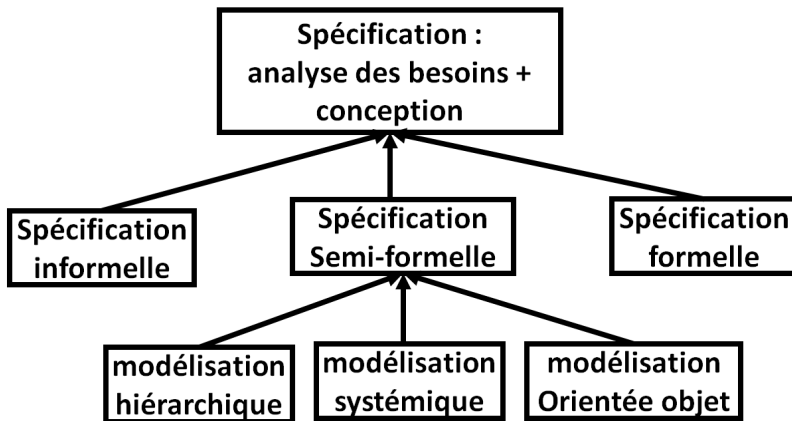 Spécification :
analyse des besoins +
conception
Spécification
informelle
Spécification
Semi-formelle
Spécification
formelle
modélisation
hiérarchique
modélisation
systémique
modélisation
Orientée objet